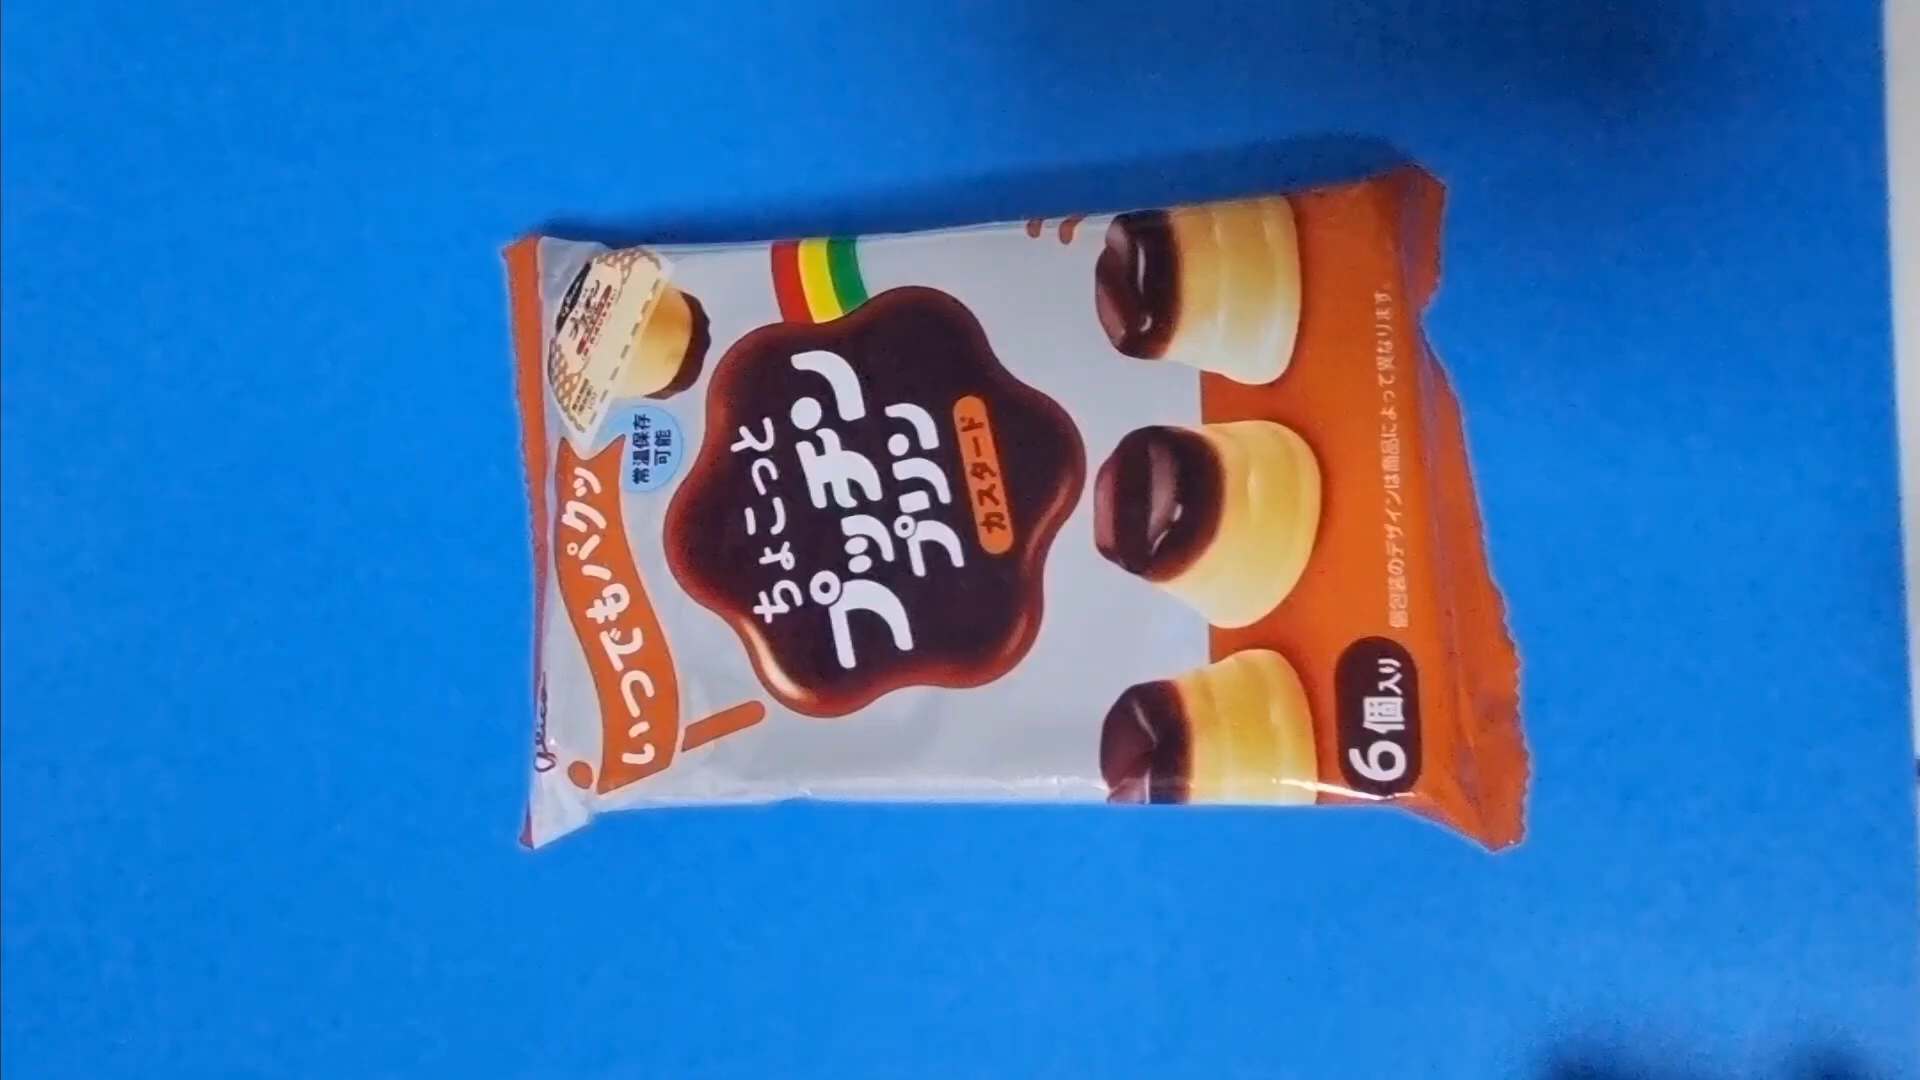 glico
いつでもパクッ
常温保存
可能
ちょこっと
プッチン
プリン
カスタード
個包装のデザインは商品によって異なります。
6個入り